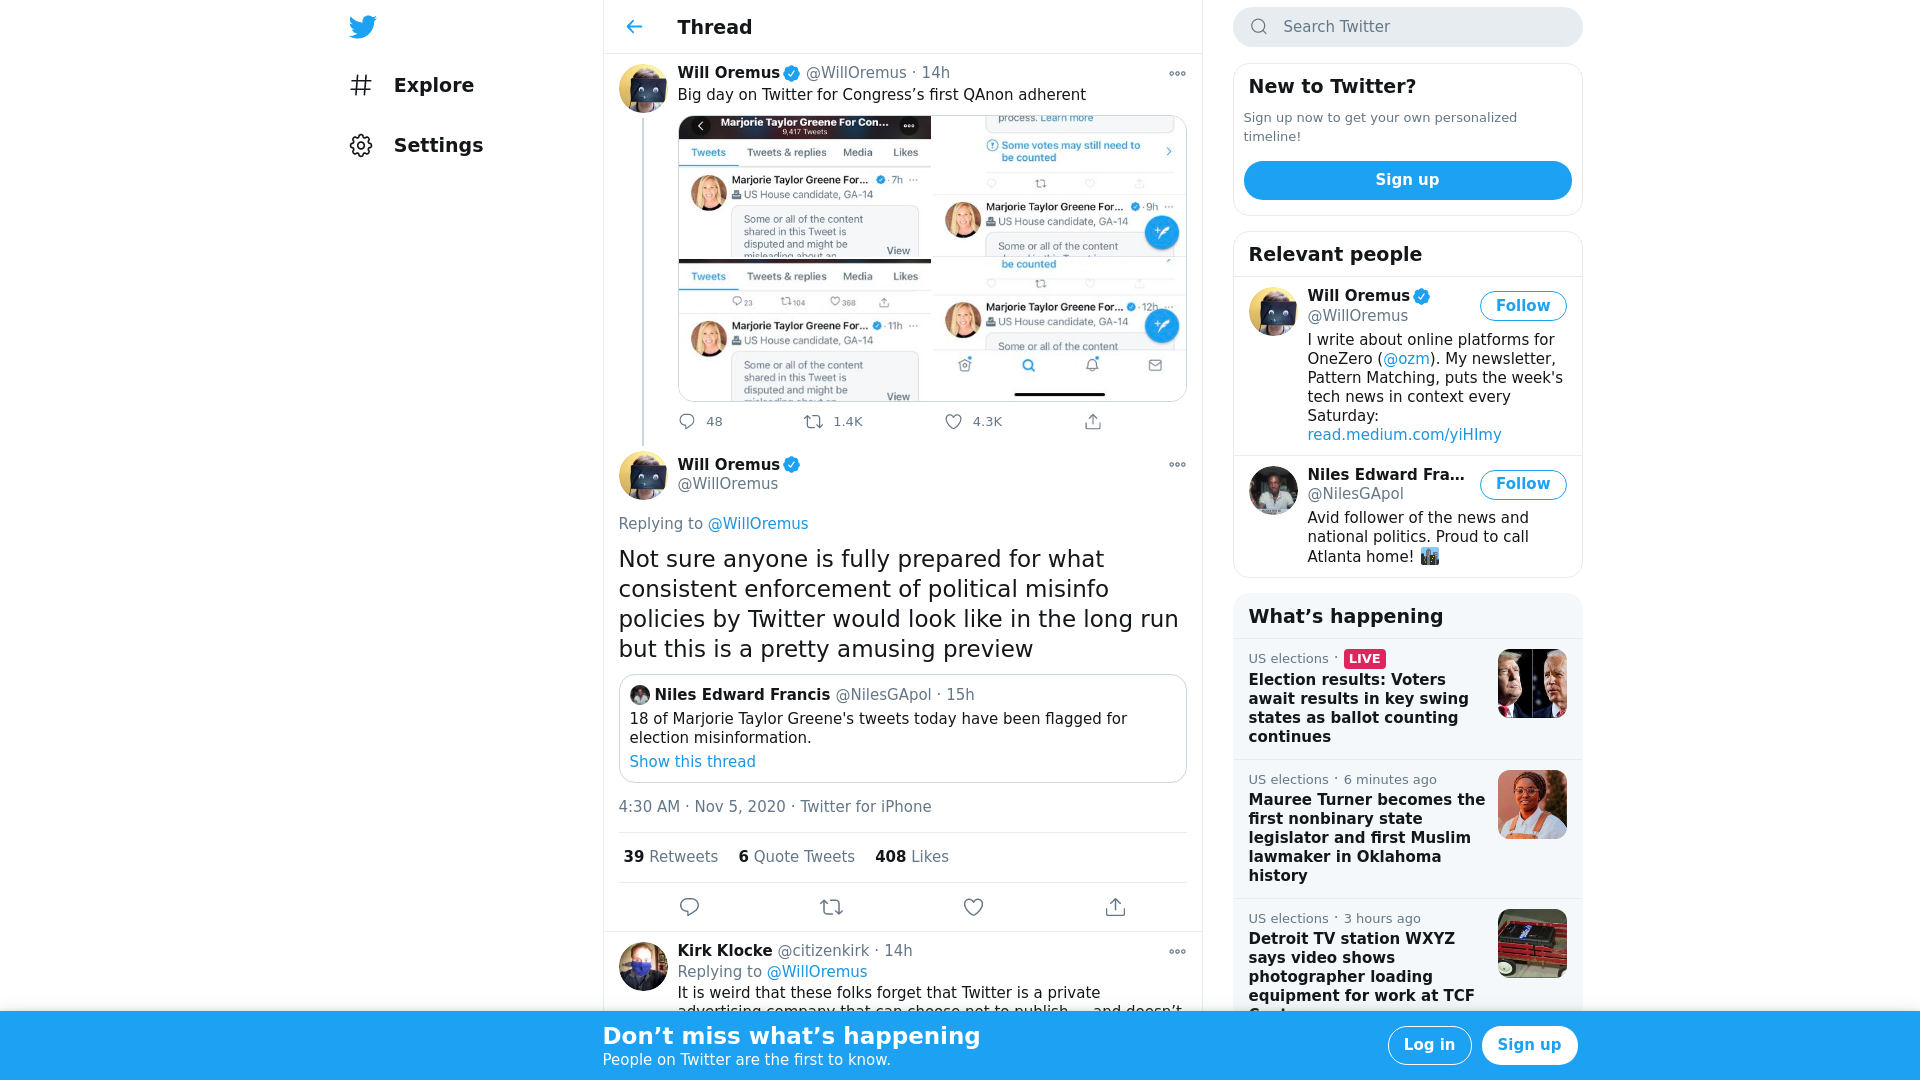 Explore
Settings
Thread
Will Oremus @WillOremus · 14h
Big day on Twitter for Congress’s first QAnon adherent
Marjorie Taylor Greene For Con...
9,417 Tweets
Tweets Tweets & replies Media Likes
Marjorie Taylor Greene For... · 7h
US House candidate, GA-14
Some or all of the content
shared in this Tweet is
disputed and might be
misleading about an
View
process. Learn more
Some votes may still need to
be counted
Marjorie Taylor Greene For... · 9h
US House candidate, GA-14
Some or all of the content
Tweets Tweets & replies Media Likes
23 104 368
Marjorie Taylor Greene For... · 11h
US House candidate, GA-14
Some or all of the content
shared in this Tweet is
disputed and might be
View
be counted
Marjorie Taylor Greene For... · 12h
US House candidate, GA-14
Some or all of the content
48 1.4K 4.3K
Will Oremus
@WillOremus
Replying to @WillOremus
Not sure anyone is fully prepared for what
consistent enforcement of political misinfo
policies by Twitter would look like in the long run
but this is a pretty amusing preview
Niles Edward Francis @NilesGApol · 15h
18 of Marjorie Taylor Greene's tweets today have been flagged for
election misinformation.
Show this thread
4:30 AM · Nov 5, 2020 · Twitter for iPhone
39 Retweets 6 Quote Tweets 408 Likes
Kirk Klocke @citizenkirk · 14h
Replying to @WillOremus
It is weird that these folks forget that Twitter is a private
advertising company that can choose not to publish ... and doesn’t
Search Twitter
New to Twitter?
Sign up now to get your own personalized
timeline!
Sign up
Relevant people
Will Oremus
@WillOremus
Follow
I write about online platforms for
OneZero (@ozm). My newsletter,
Pattern Matching, puts the week's
tech news in context every
Saturday:
read.medium.com/yiHImy
Niles Edward Fra...
@NilesGApol
Follow
Avid follower of the news and
national politics. Proud to call
Atlanta home!
What’s happening
US elections · LIVE
Election results: Voters
await results in key swing
states as ballot counting
continues
US elections · 6 minutes ago
Mauree Turner becomes the
first nonbinary state
legislator and first Muslim
lawmaker in Oklahoma
history
US elections · 3 hours ago
Detroit TV station WXYZ
says video shows
photographer loading
equipment for work at TCF
Don’t miss what’s happening
People on Twitter are the first to know.
Log in
Sign up